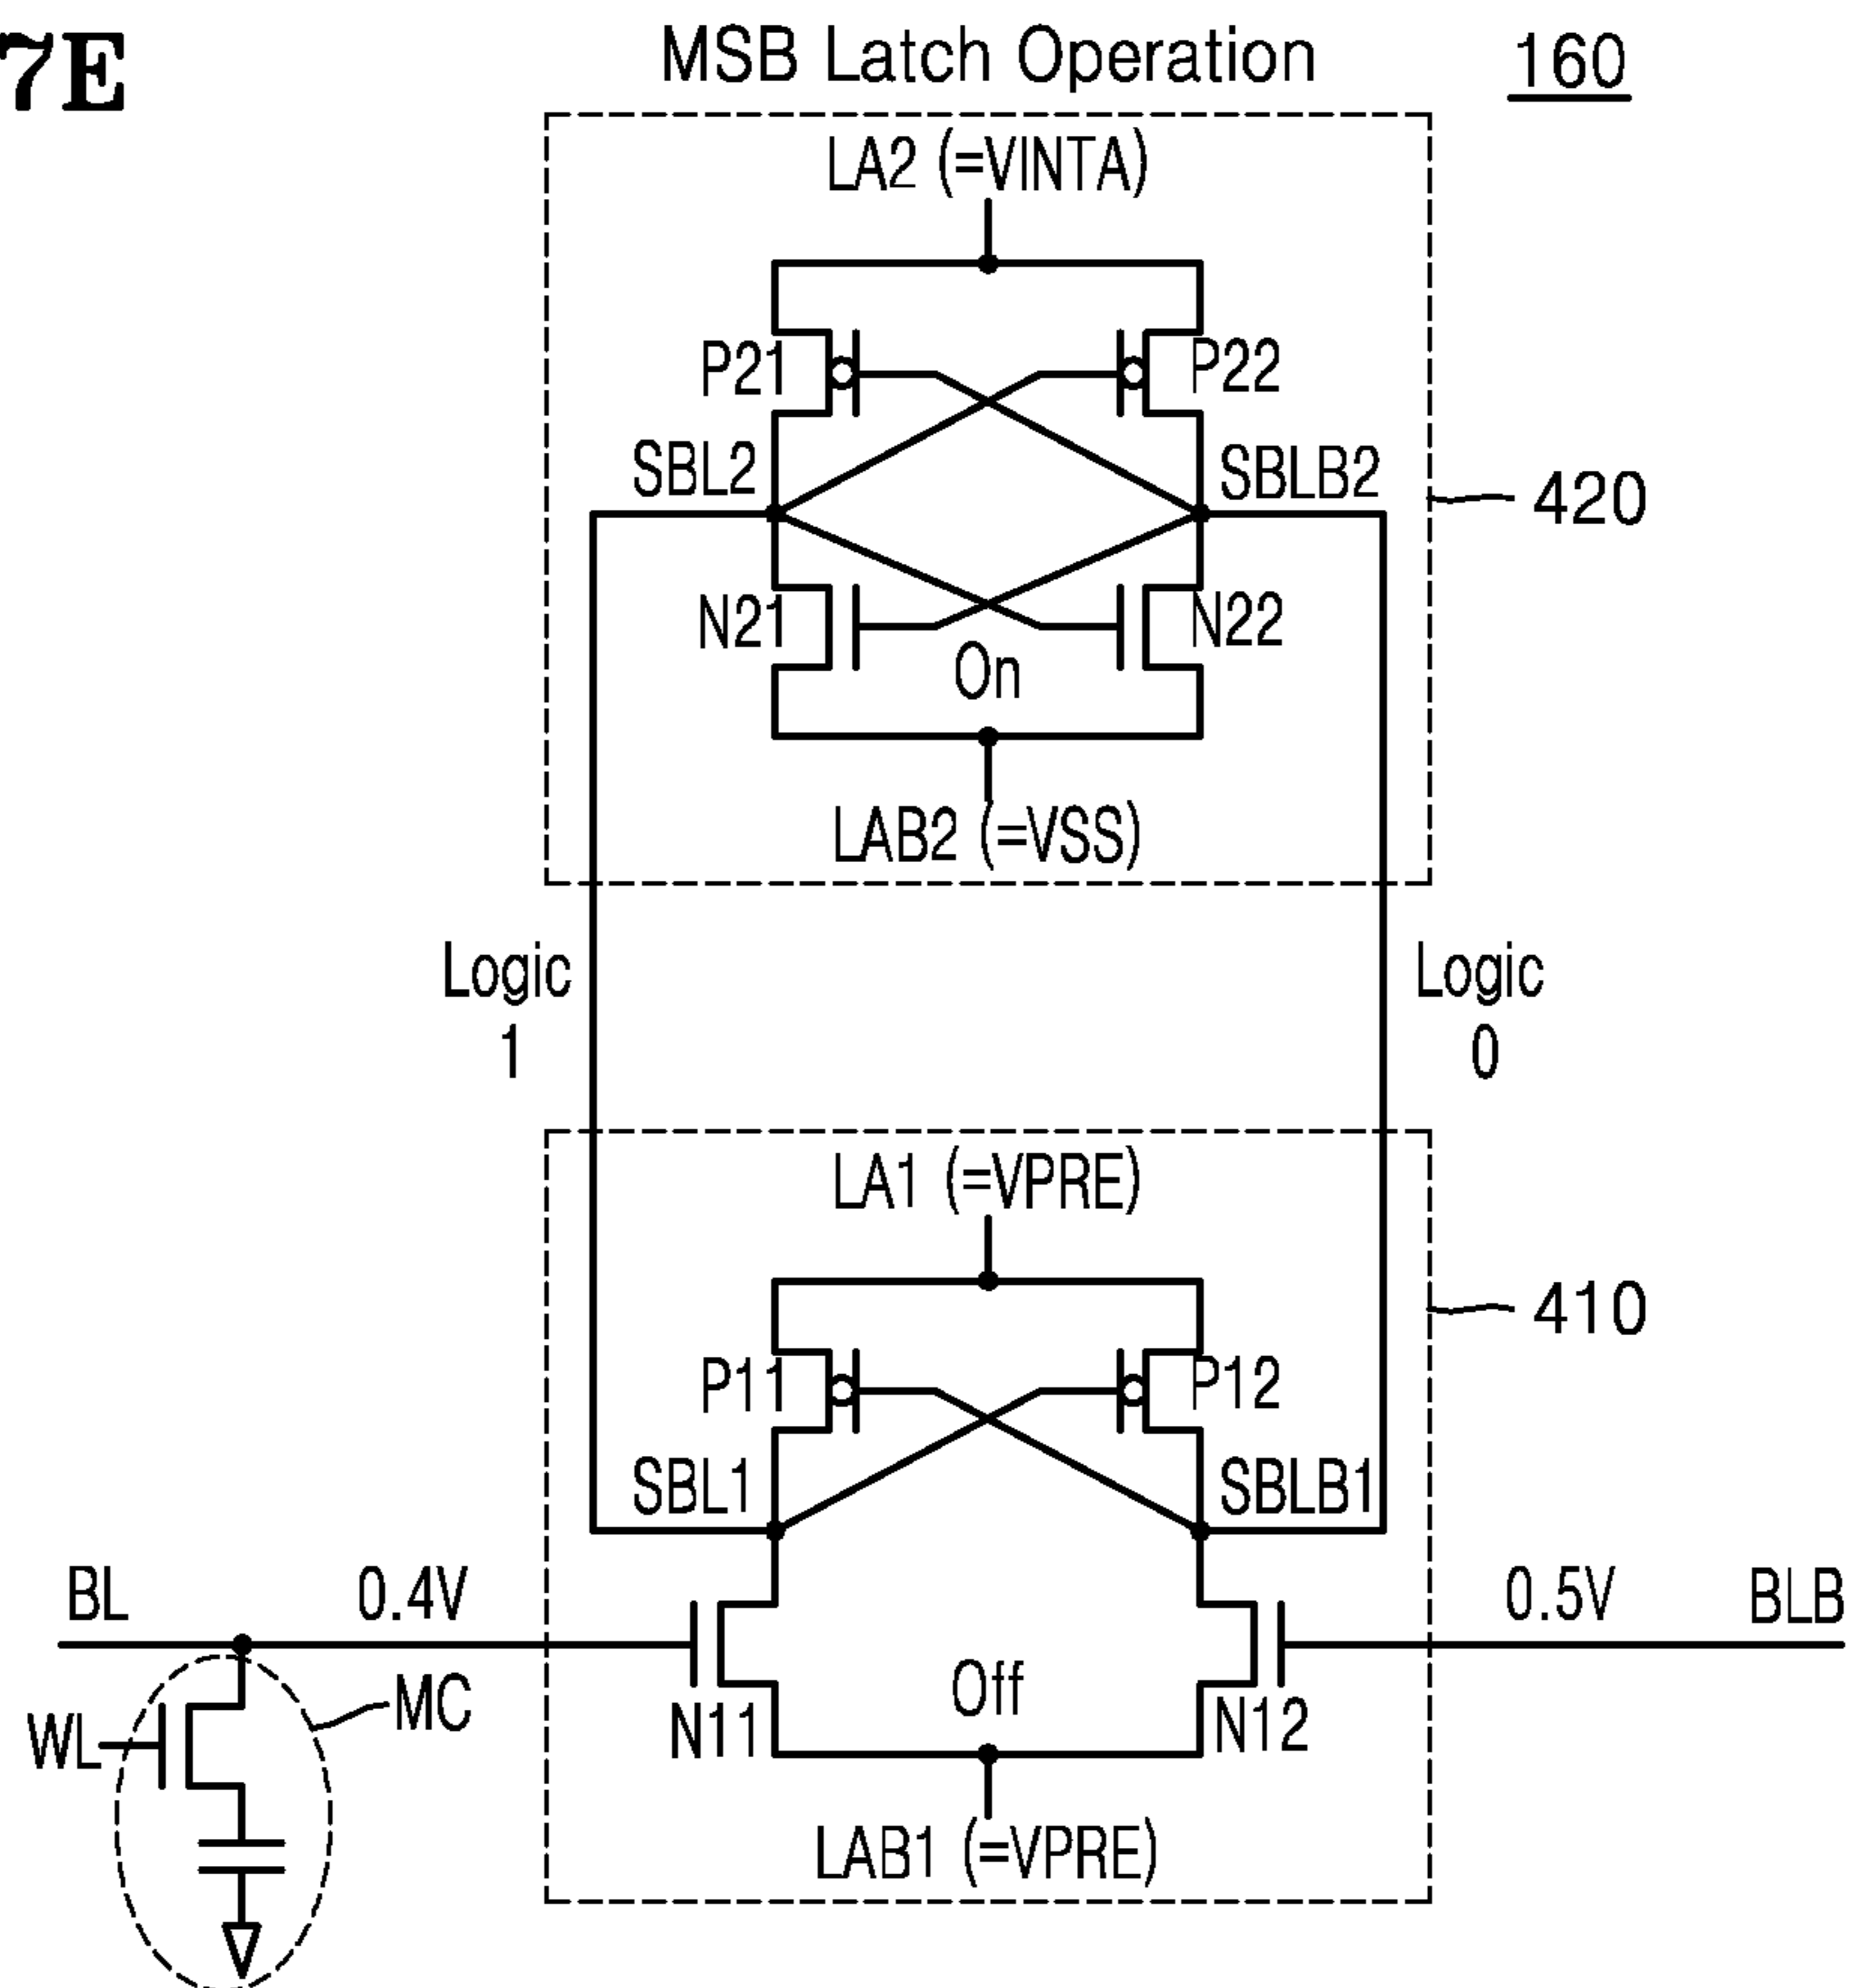 7E
MSB Latch Operation
160
LA2 (=VINTA)
P21
P22
SBL2
SBLB2
420
N21
N22
On
LAB2 (=VSS)
Logic
1
Logic
0
LA1 (=VPRE)
410
P11
P12
SBL1
SBLB1
BL
0.4V
0.5V
BLB
MC
WL
N11
Off
N12
LAB1 (=VPRE)